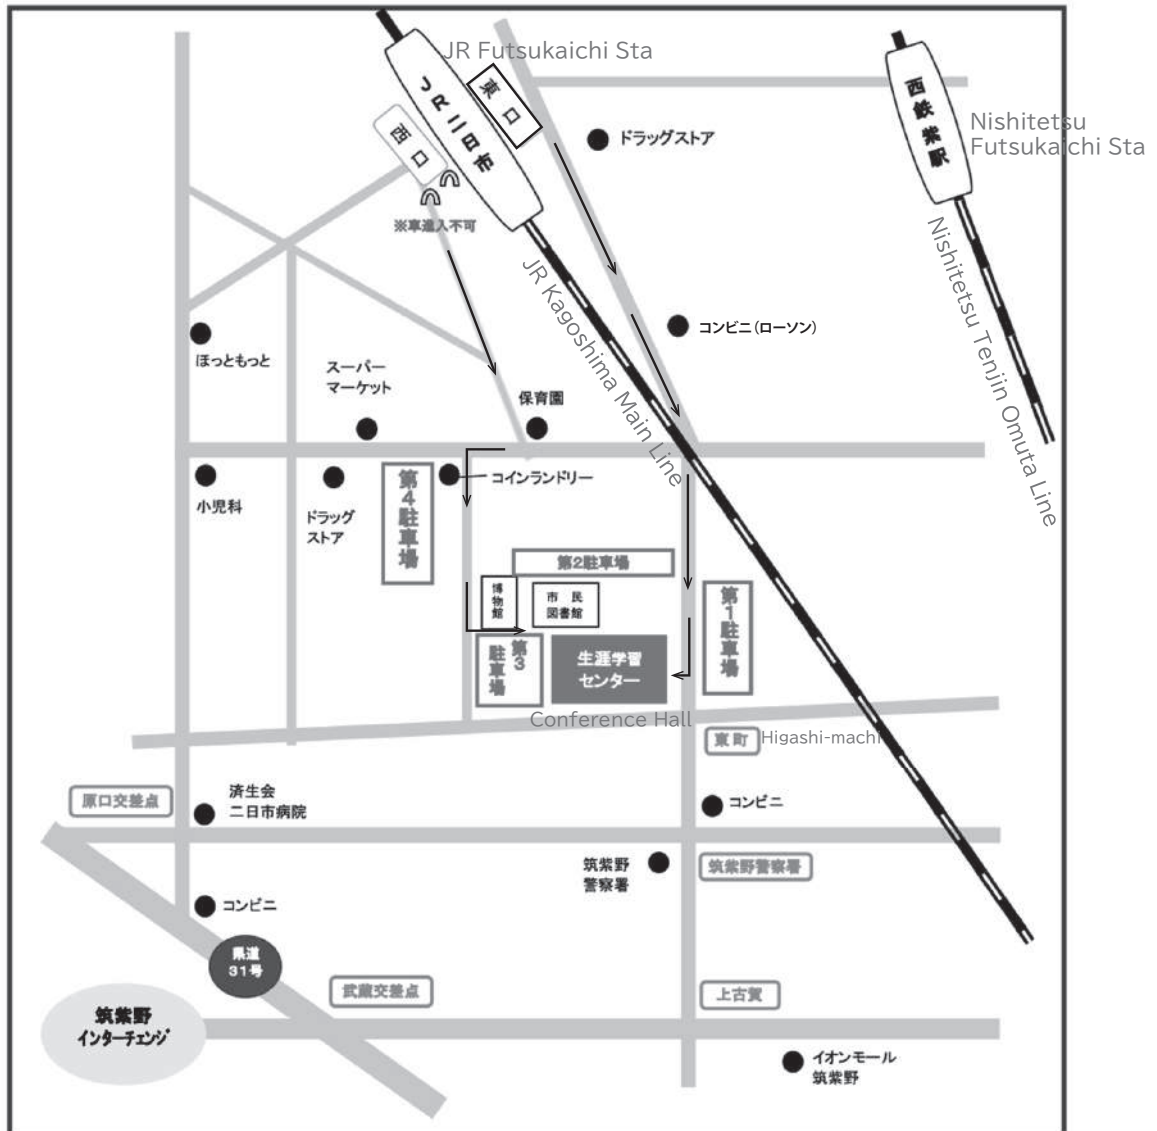 JR Futsukaichi Sta
JR二日市
東口
西口
西鉄紫駅
Nishitetsu
Futsukaichi Sta
ドラッグストア
※車進入不可
Nishitetsu Tenjin Omuta Line
JR Kagoshima Main Line
コンビニ(ローソン)
ほっともっと
スーパー
マーケット
保育園
小児科
ドラッグ
ストア
第4駐車場
コインランドリー
第2駐車場
博物館
市民
図書館
第1駐車場
第3
駐車場
生涯学習
センター
Conference Hall
東町
Higashi-machi
原口交差点
済生会
二日市病院
コンビニ
筑紫野
警察署
筑紫野警察署
コンビニ
県道
31号
武蔵交差点
上古賀
筑紫野
インターチェンジ
イオンモール
筑紫野